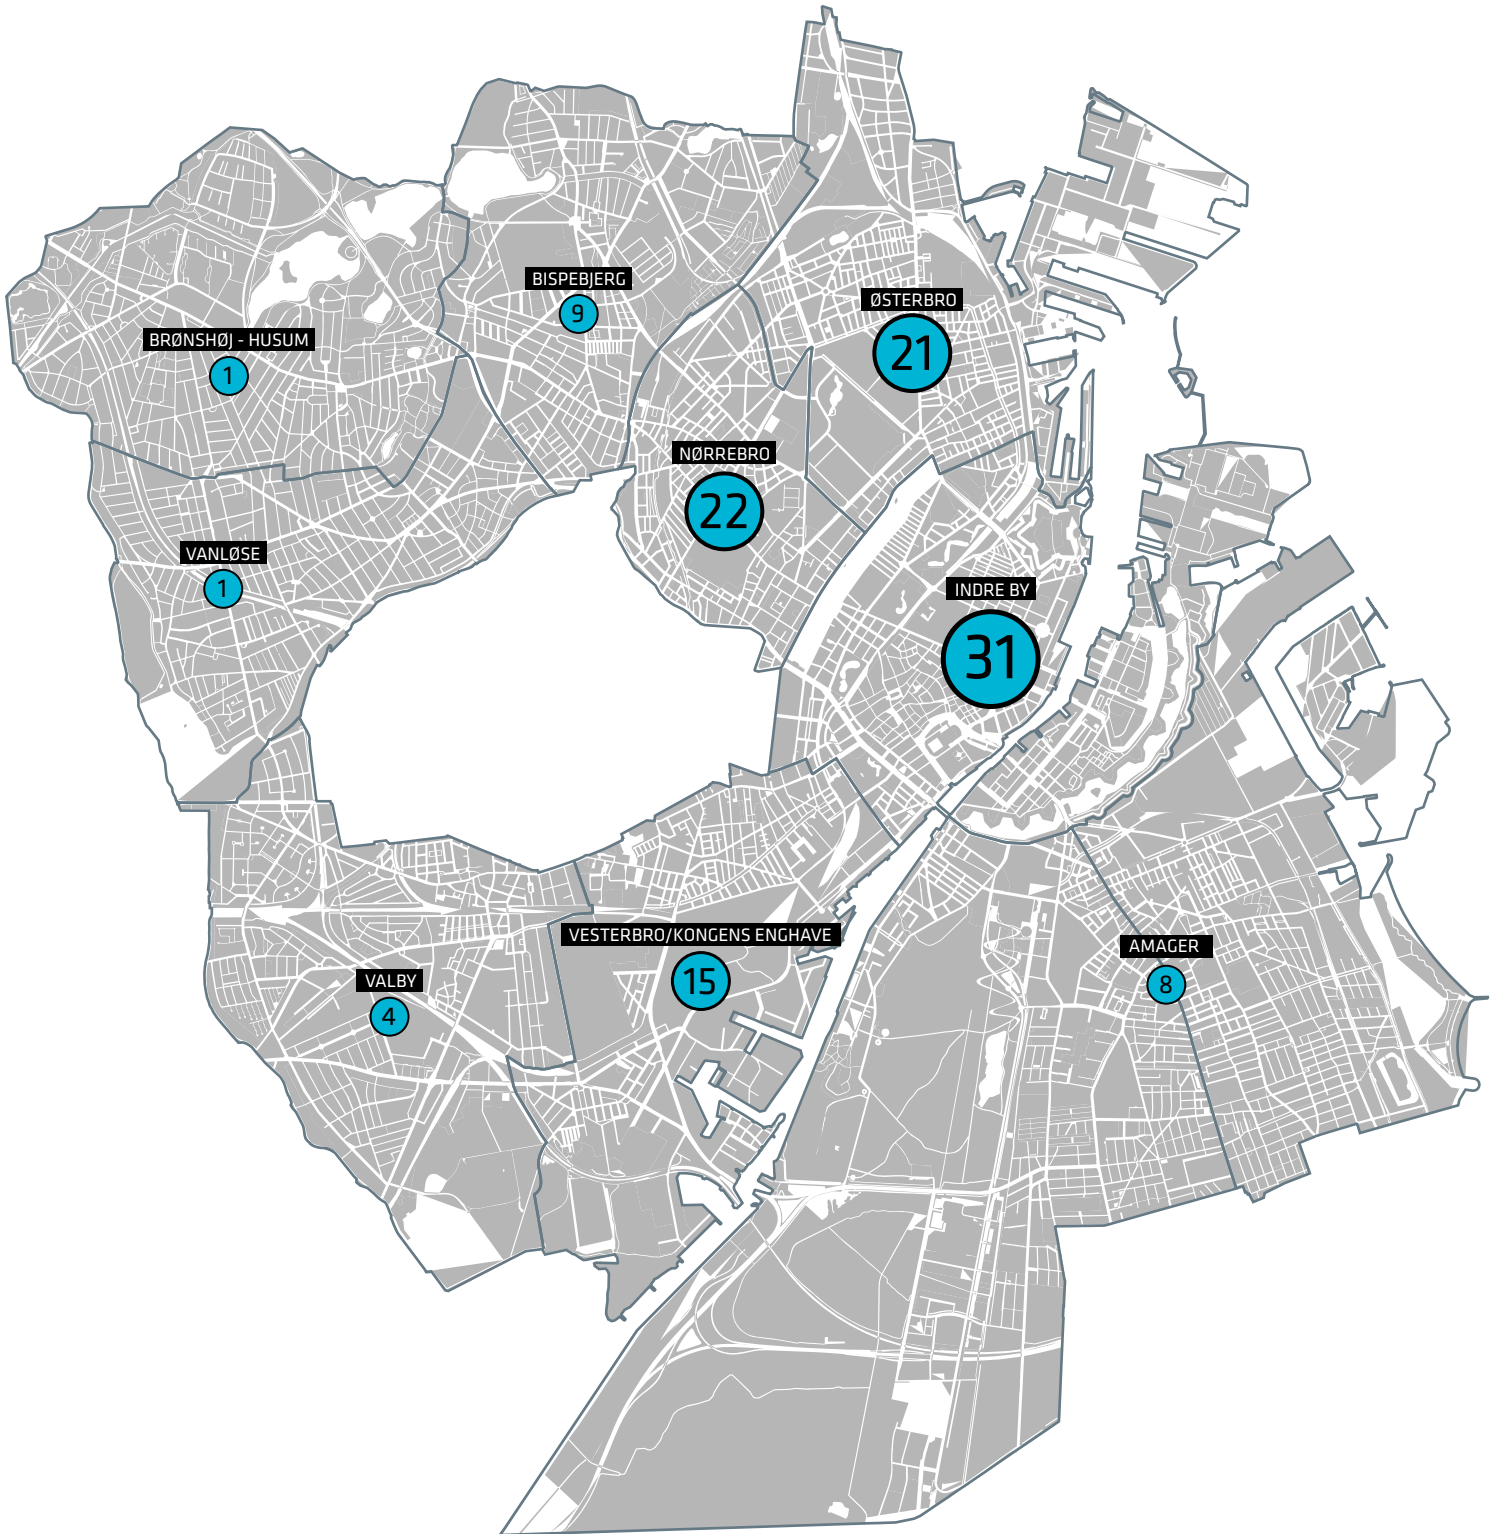 BISPEBJERG
9
ØSTERBRO
21
BRØNSHØJ - HUSUM
1
NØRREBRO
22
VANLØSE
1
INDRE BY
31
VESTERBRO/KONGENS ENGHAVE
15
AMAGER
8
VALBY
4